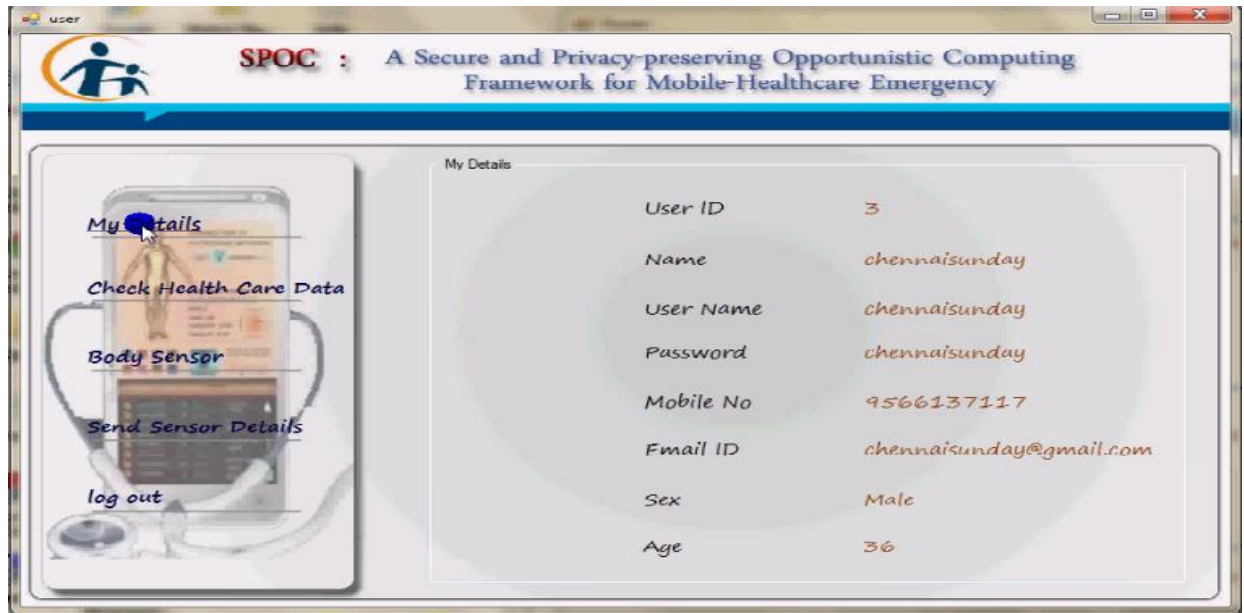 user
SPOC : A Secure and Privacy-preserving Opportunistic Computing
Framework for Mobile-Healthcare Emergency
My Details
Check Health Care Data
Body Sensor
Send Sensor Details
log out
My Details
User ID 3
Name chennaisunday
User Name chennaisunday
Password chennaisunday
Mobile No 9566137117
Email ID chennaisunday@gmail.com
Sex Male
Age 36